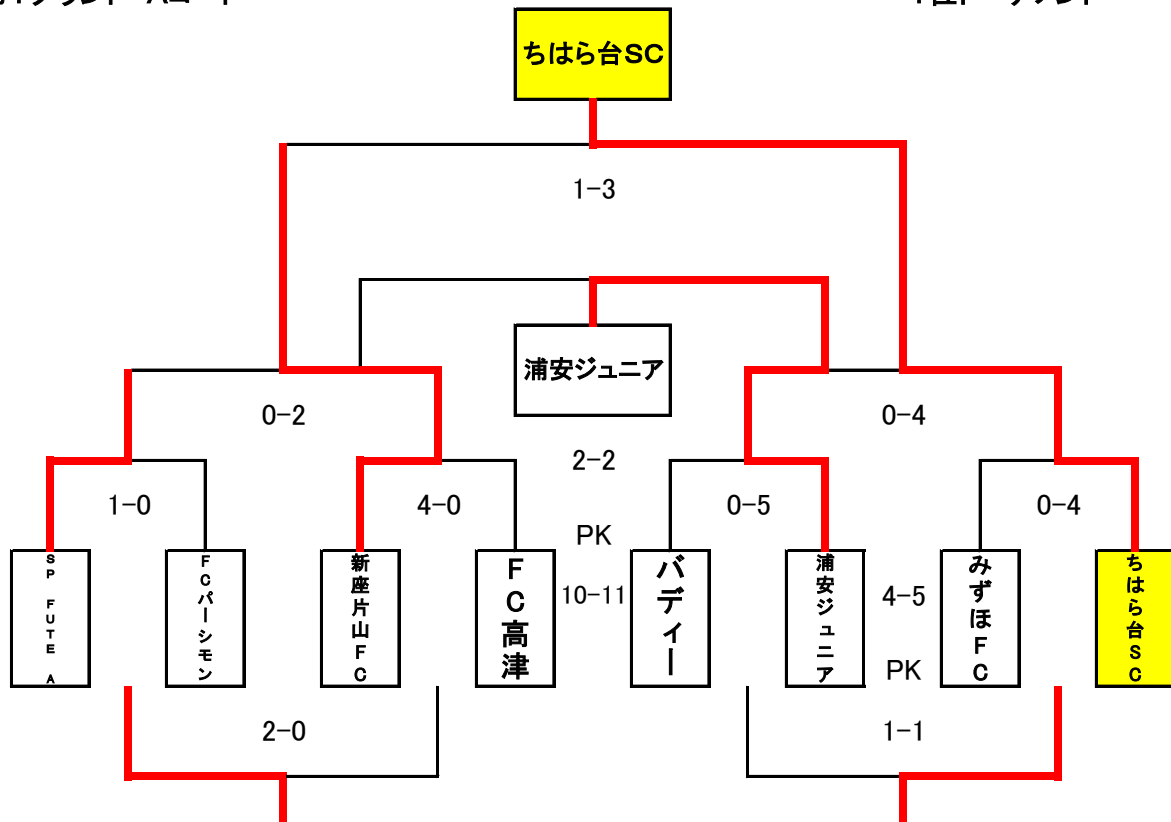 ちはら台SC
1-3
浦安ジュニア
0-2
0-4
2-2
1-0
4-0
0-5
0-4
PK
10-11
4-5
PK
SP FUTE A
FCパーシモン
新座片山FC
FC高津
バディー
浦安ジュニア
みずほFC
ちはら台SC
2-0
1-1